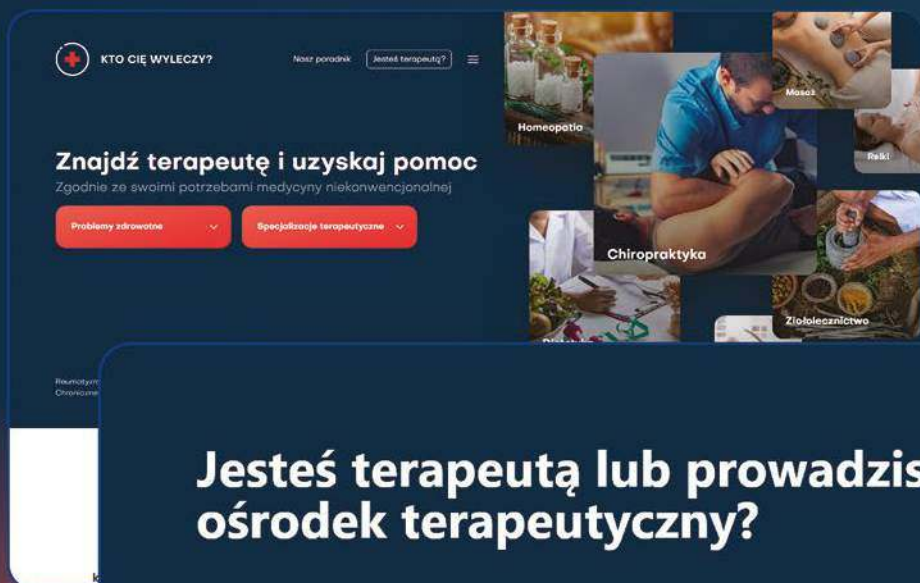 KTO CIĘ WYLECZY?
Nasz poradnik
Jesteś terapeutą?
Znajdź terapeutę i uzyskaj pomoc
Zgodnie ze swoimi potrzebami medycyny niekonwencjonalnej
Problemy zdrowotne
Specjalizacje terapeutyczne
Homeopatia
Masaż
Reiki
Chiropraktyka
Ziołolecznictwo
Jesteś terapeutą lub prowadzis
ośrodek terapeutyczny?